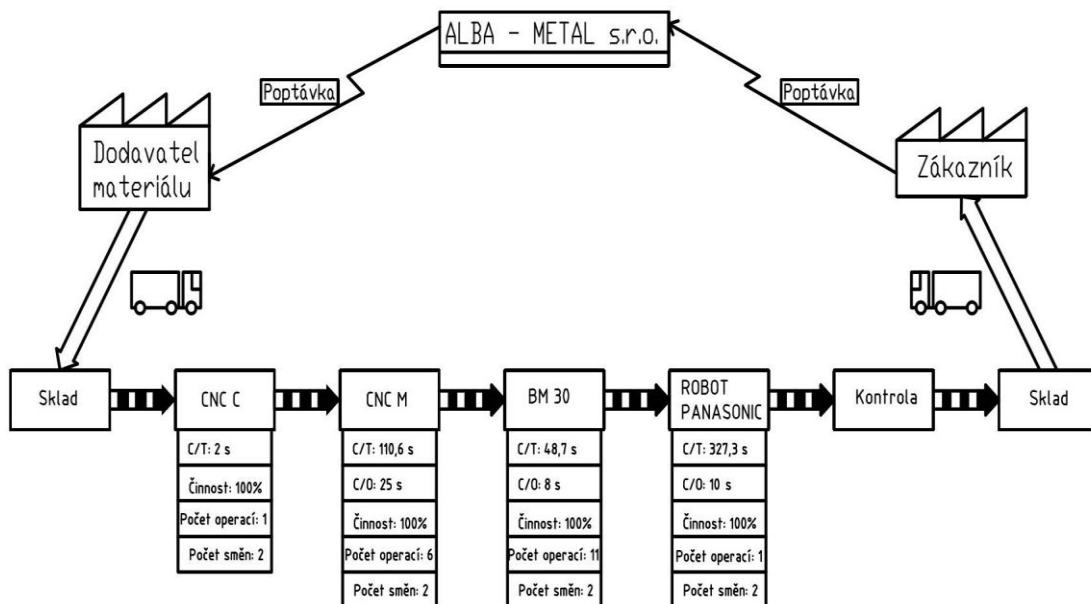 ALBA - METAL s.r.o.
Poptávka
Poptávka
Dodavatel
materiálu
Zákazník
Sklad
CNC C
CNC M
BM 30
ROBOT
PANASONIC
Kontrola
Sklad
C/T: 2 s
Činnost: 100%
Počet operací: 1
Počet směn: 2
C/T: 110,6 s
C/O: 25 s
Činnost: 100%
Počet operací: 6
Počet směn: 2
C/T: 48,7 s
C/O: 8 s
Činnost: 100%
Počet operací: 11
Počet směn: 2
C/T: 327,3 s
C/O: 10 s
Činnost: 100%
Počet operací: 1
Počet směn: 2